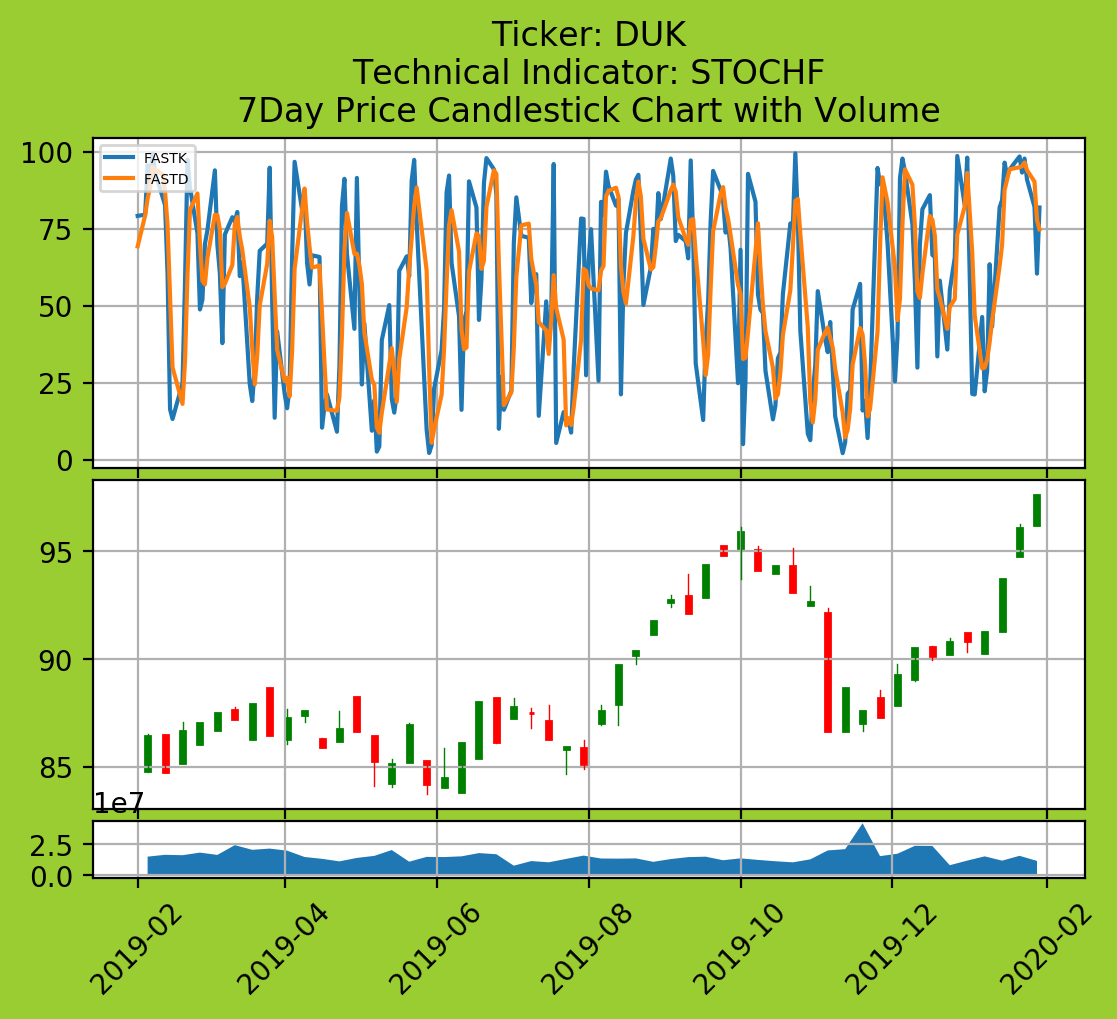 Ticker: DUK
Technical Indicator: STOCHF
7Day Price Candlestick Chart with Volume
100
75
50
25
0
FASTK
FASTD
95
90
85
1e7
2.5
0.0
2019-02
2019-04
2019-06
2019-08
2019-10
2019-12
2020-02